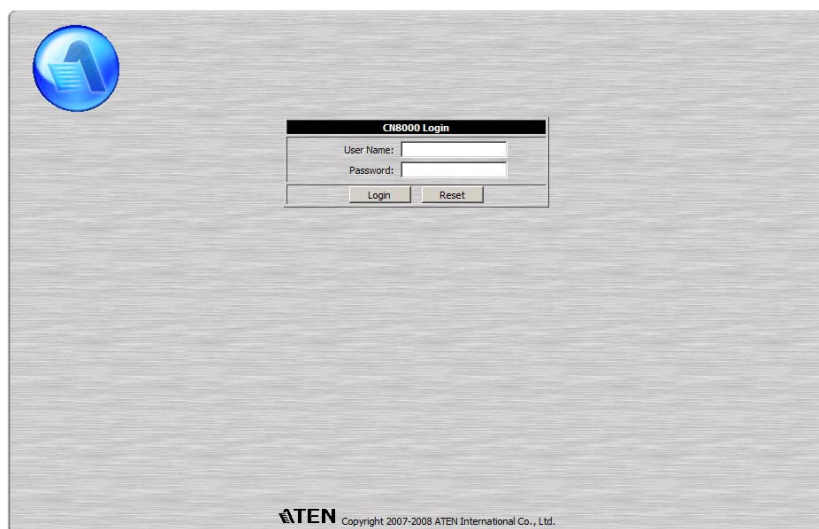 CN8000 Login
User Name:
Password:
Login Reset
ATEN Copyright 2007-2008 ATEN International Co., Ltd.